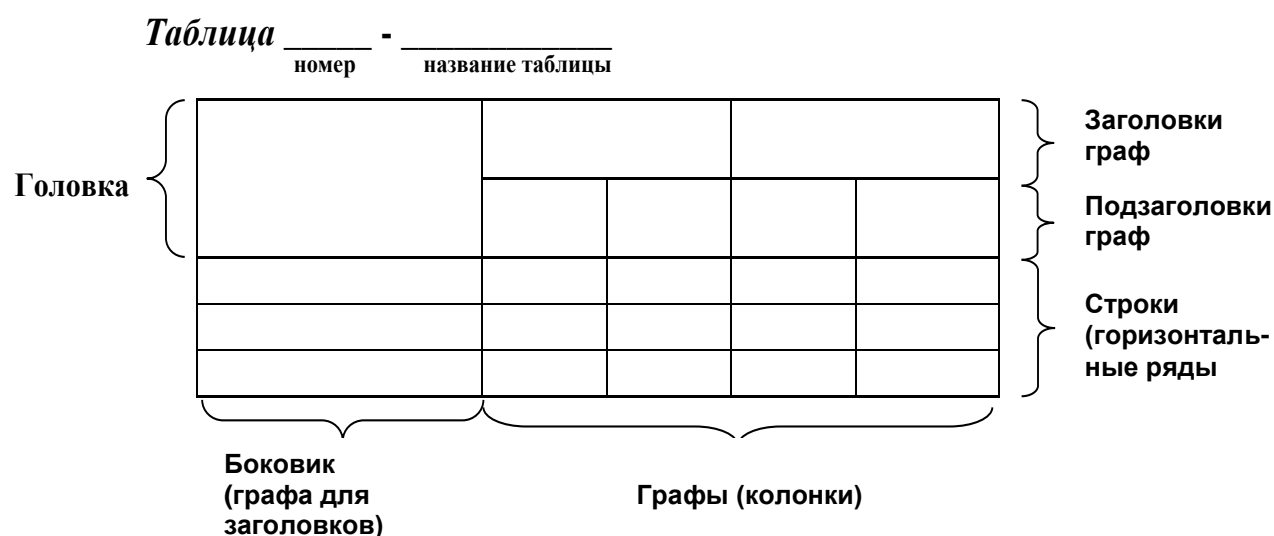 Таблица _____ - ____________
номер название таблицы
Заголовки
граф
Головка
Подзаголовки
граф
Строки
(горизонталь-
ные ряды
Боковик
(графа для
заголовков)
Графы (колонки)